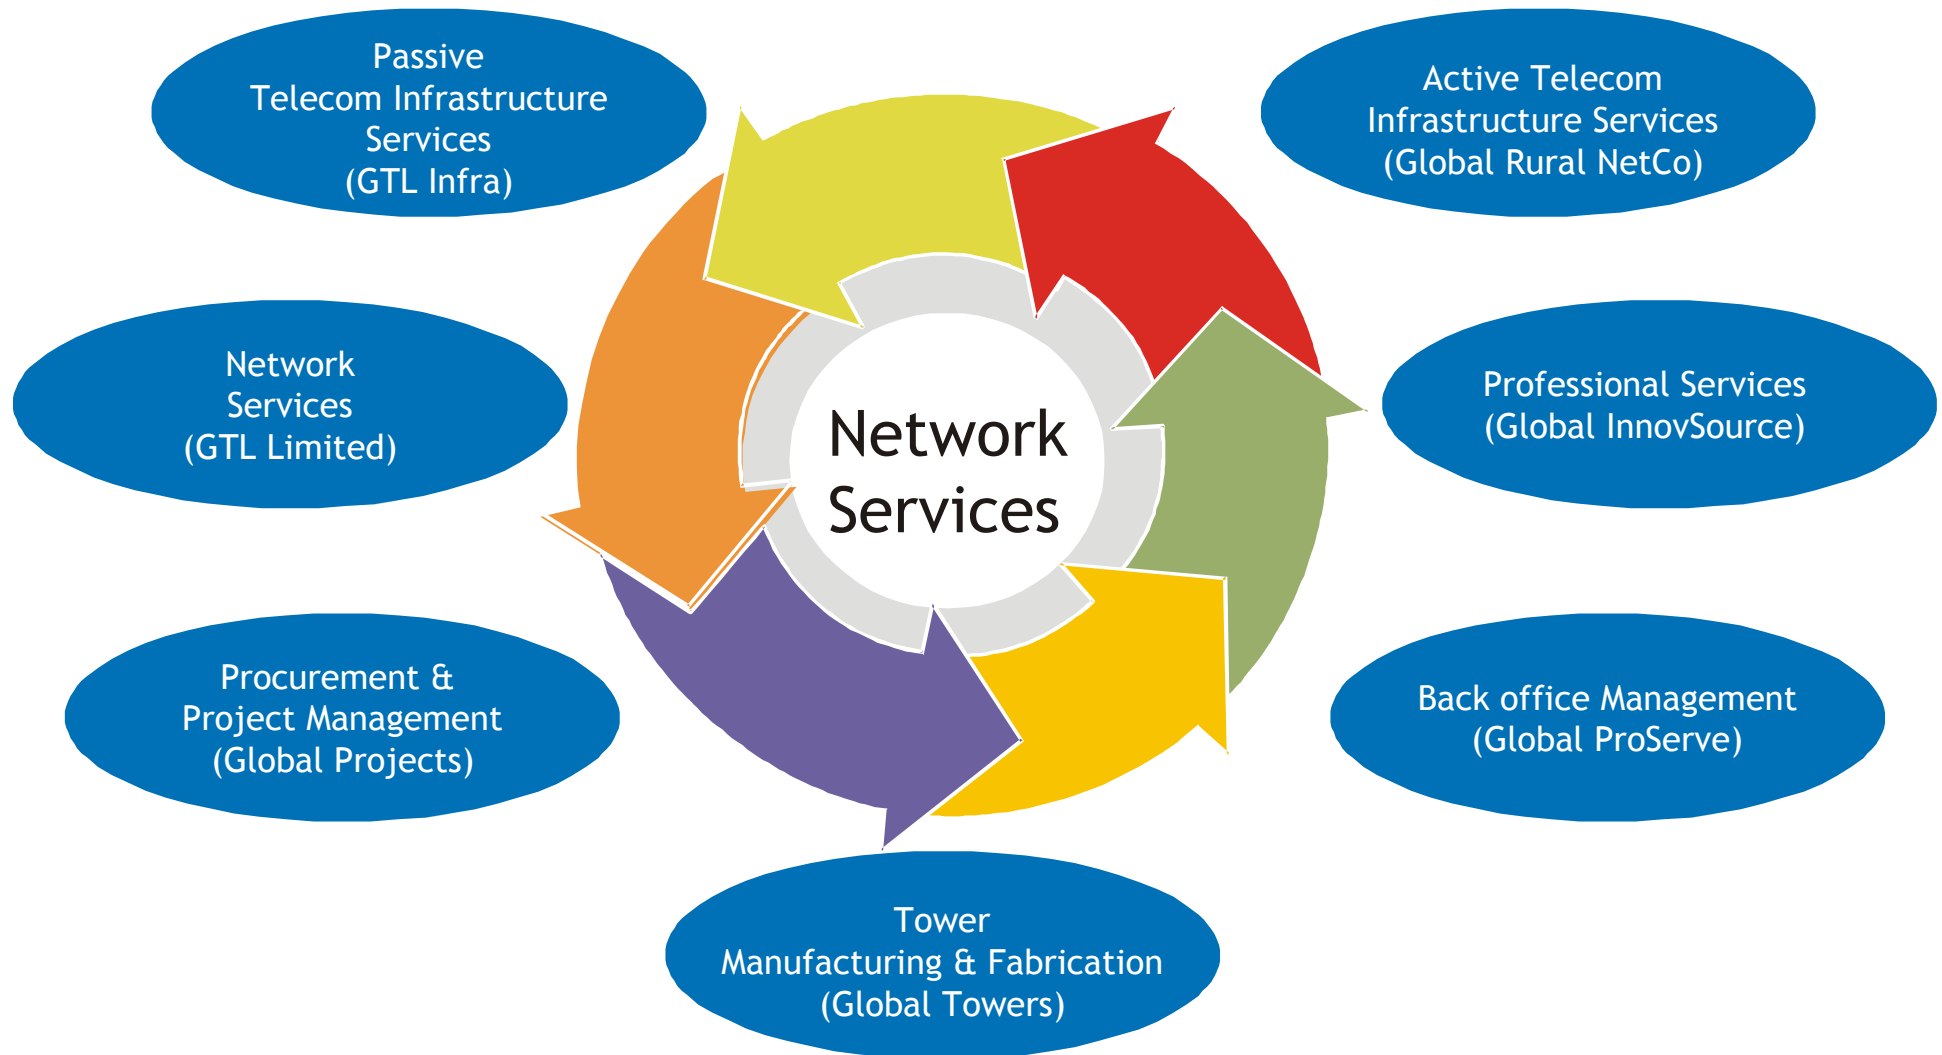 Passive
Telecom Infrastructure
Services
(GTL Infra)
Active Telecom
Infrastructure Services
(Global Rural NetCo)
Network
Services
(GTL Limited)
Network
Services
Professional Services
(Global InnovSource)
Procurement &
Project Management
(Global Projects)
Back office Management
(Global ProServe)
Tower
Manufacturing & Fabrication
(Global Towers)